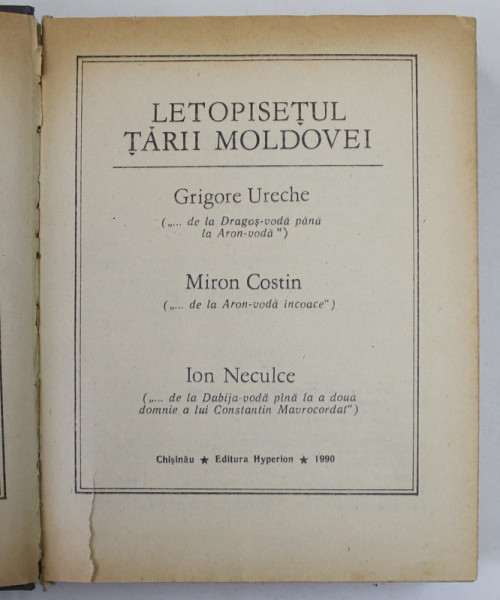 LETOPISEȚUL
ȚĂRII MOLDOVEI
Grigore Ureche
(„... de la Dragoș-vodă pănă
la Aron-vodă”)
Miron Costin
(„... de la Aron-vodă încoace”)
Ion Neculce
(„... de la Dabija-vodă pînă la a doua
domnie a lui Constantin Mavrocordat”)
Chișinău ★ Editura Hyperion ★ 1990